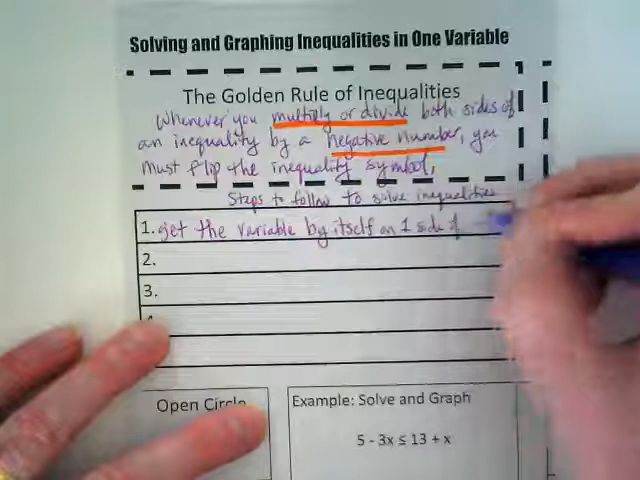 Solving and Graphing Inequalities in One Variable
The Golden Rule of Inequalities
Whenever you multiply or divide both sides of
an inequality by a negative number, you
must flip the inequality symbol.
Steps to follow to solve inequalities
1. get the variable by itself on 1 side of
2.
3.
Open Circle
Example: Solve and Graph
5 - 3x ≤ 13 + x